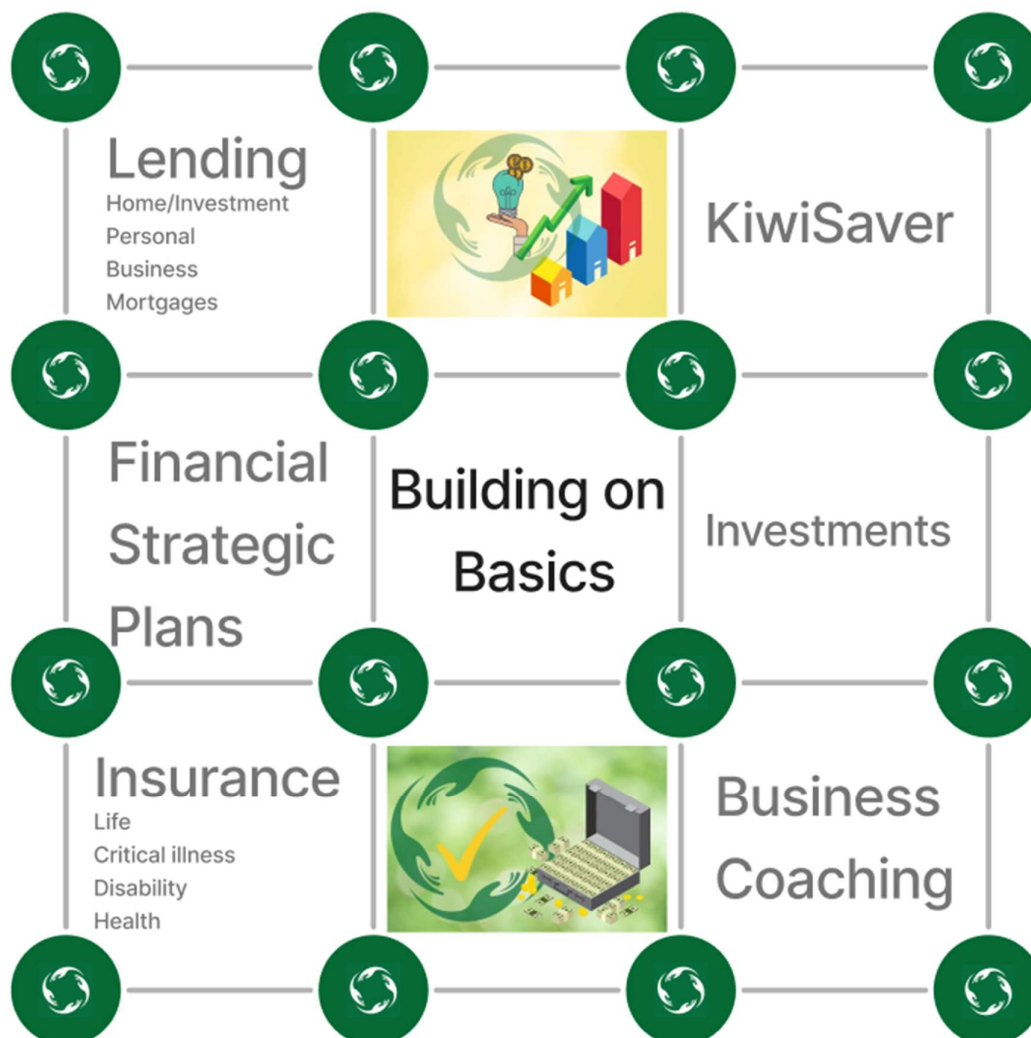 Lending
Home/Investment
Personal
Business
Mortgages
KiwiSaver
Financial
Strategic
Plans
Building on
Basics
Investments
Insurance
Life
Critical illness
Disability
Health
Business
Coaching